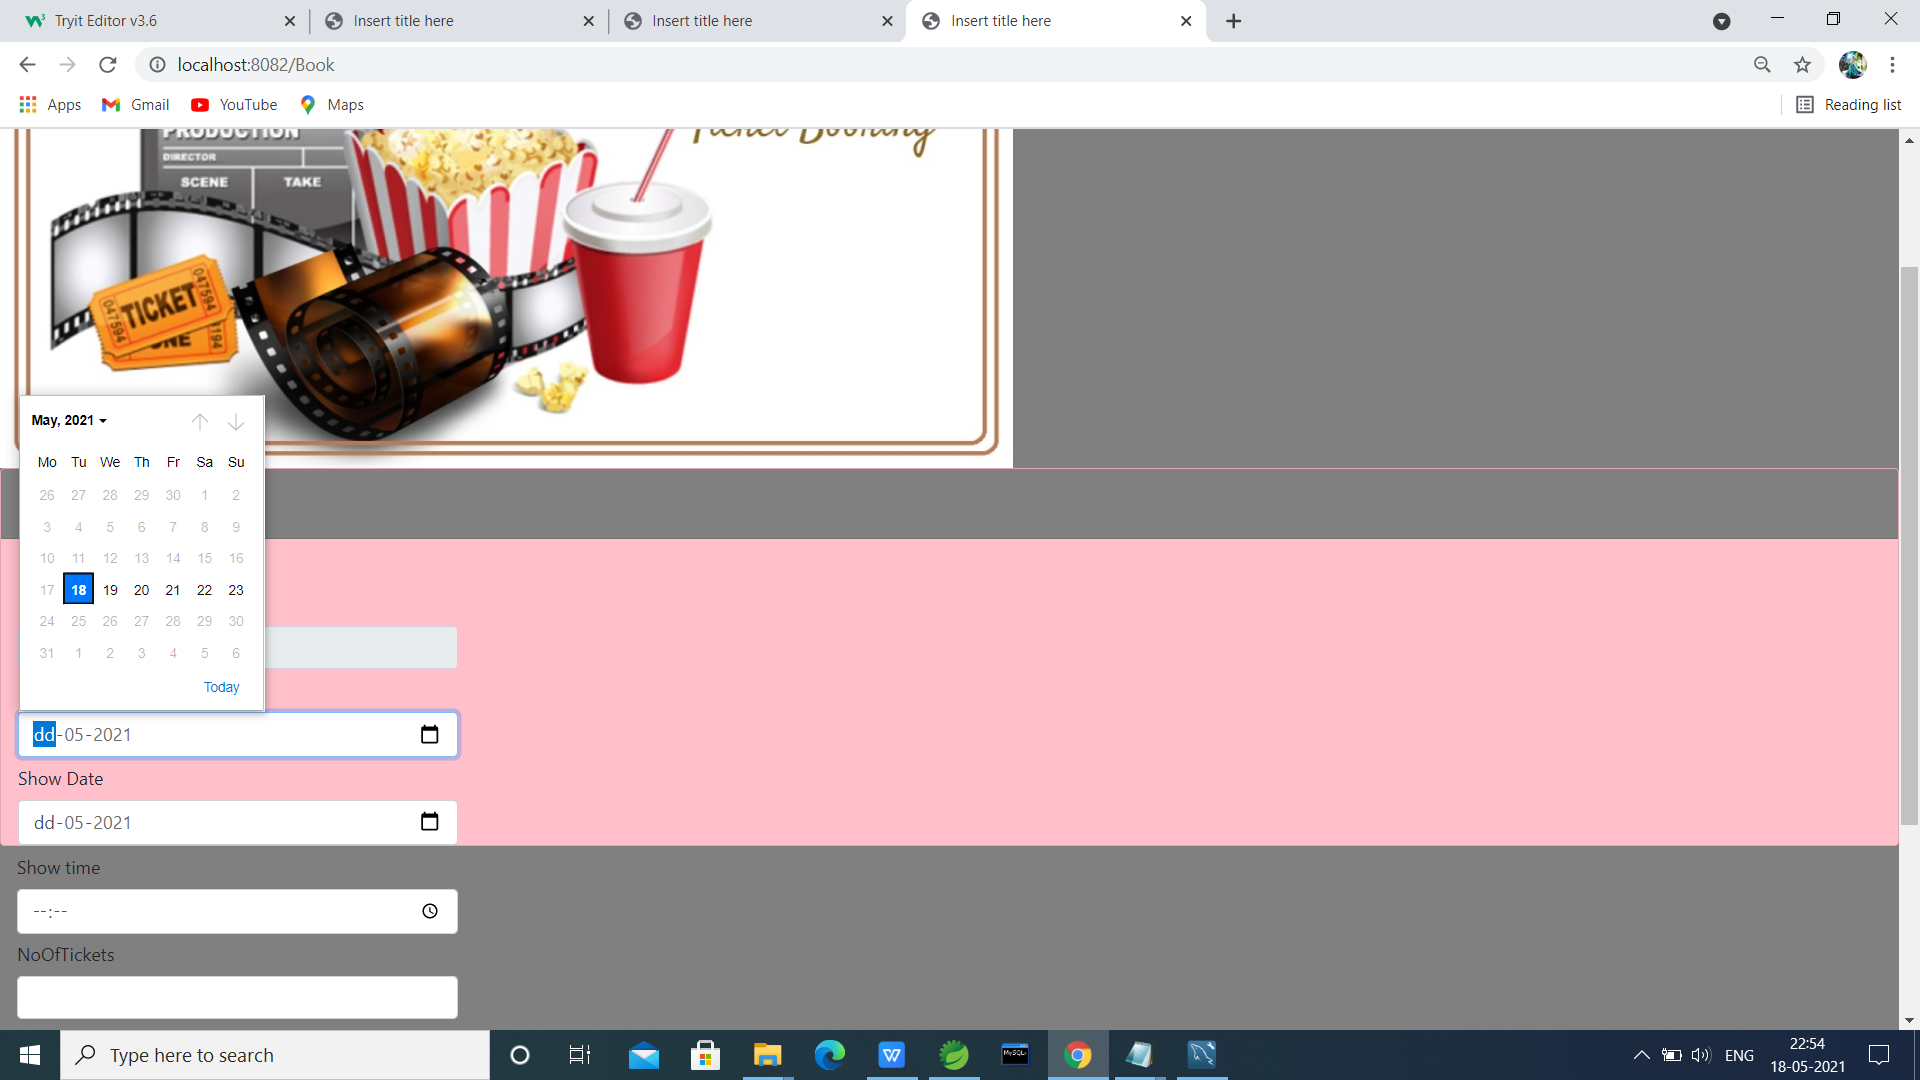 Tryit Editor v3.6
Insert title here
Insert title here
Insert title here
localhost:8082/Book
Apps Gmail YouTube Maps Reading list
PRODUCTION
Ticket Booking
DIRECTOR
SCENE TAKE
047594 TICKET 047594
May, 2021
Mo Tu We Th Fr Sa Su
26 27 28 29 30 1 2
3 4 5 6 7 8 9
10 11 12 13 14 15 16
17 18 19 20 21 22 23
24 25 26 27 28 29 30
31 1 2 3 4 5 6
Today
dd-05-2021
Show Date
dd-05-2021
Show time
--:--
NoOfTickets
Type here to search
MySQL
ENG
22:54
18-05-2021